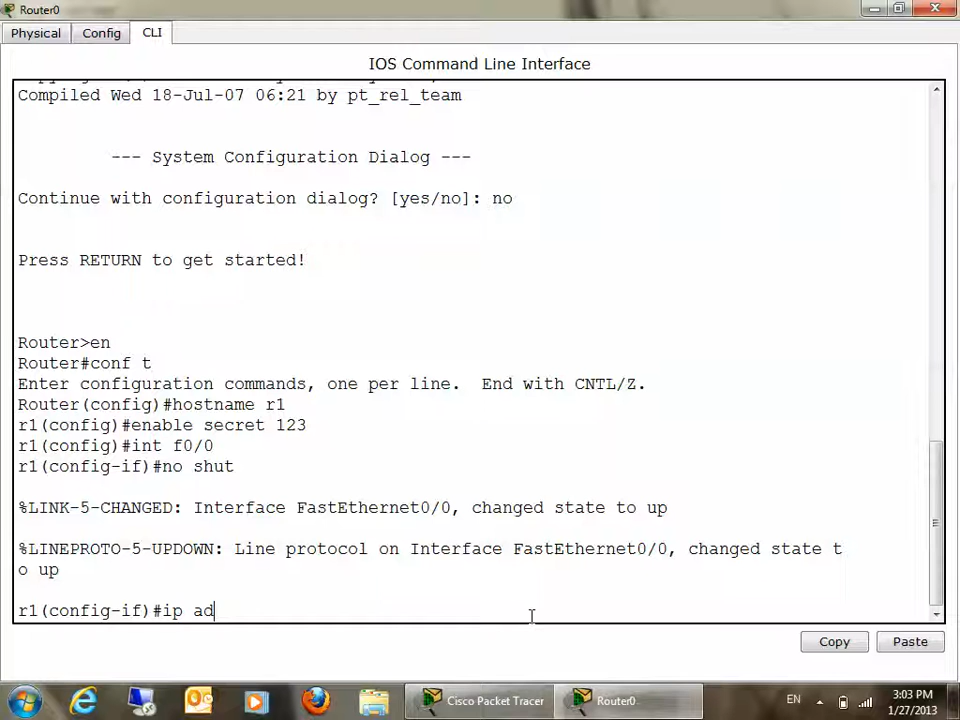 Router0
Physical
Config
CLI
IOS Command Line Interface
Compiled Wed 18-Jul-07 06:21 by pt_rel_team
--- System Configuration Dialog ---
Continue with configuration dialog? [yes/no]: no
Press RETURN to get started!
Router>en
Router#conf t
Enter configuration commands, one per line.  End with CNTL/Z.
Router(config)#hostname r1
r1(config)#enable secret 123
r1(config)#int f0/0
r1(config-if)#no shut
%LINK-5-CHANGED: Interface FastEthernet0/0, changed state to up
%LINEPROTO-5-UPDOWN: Line protocol on Interface FastEthernet0/0, changed state t
o up
r1(config-if)#ip ad
Copy
Paste
Cisco Packet Tracer
Router0
EN
3:03 PM
1/27/2013